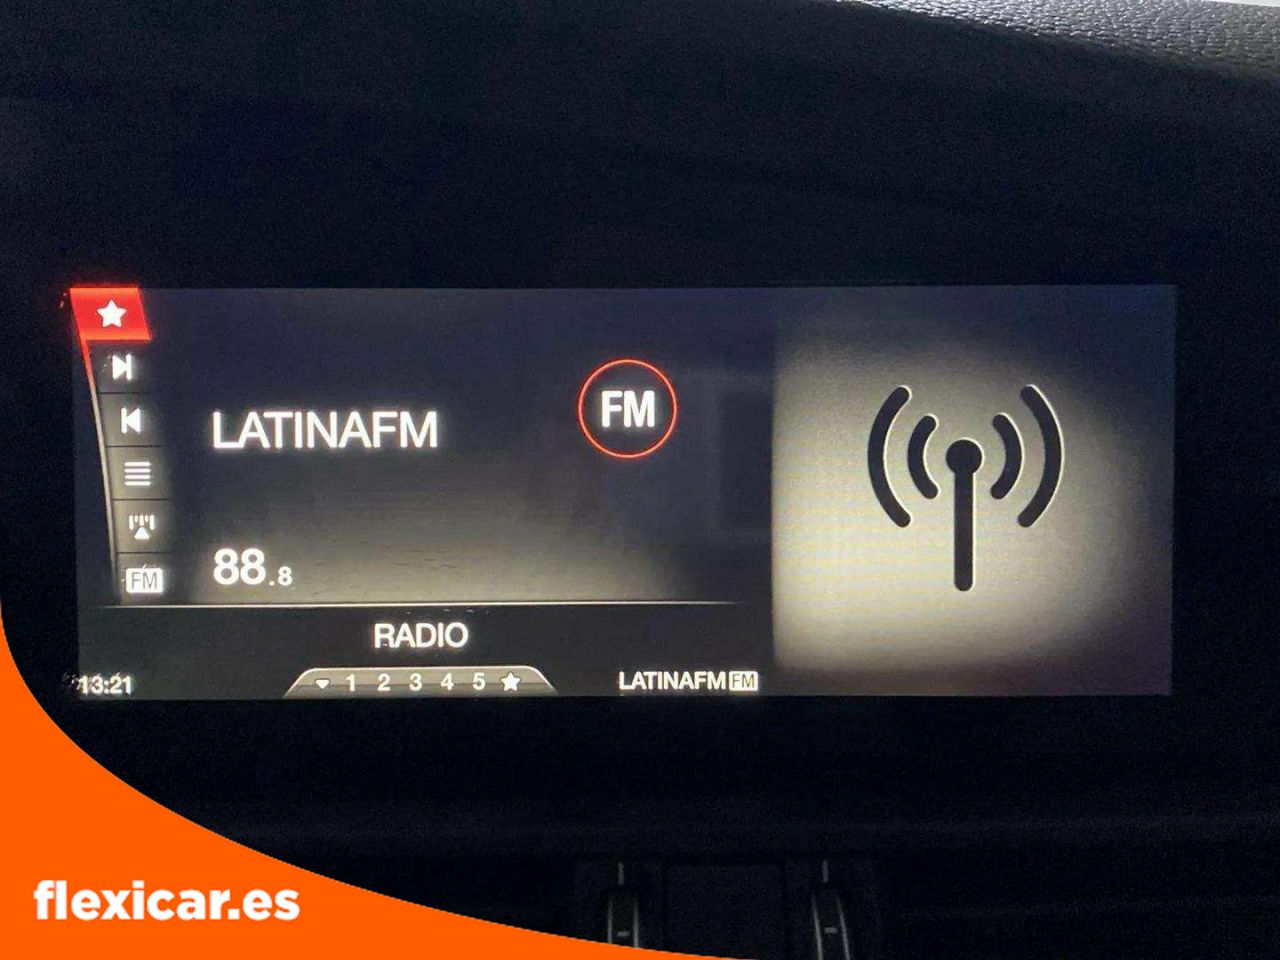 LATINAFM
FM
88.8
FM
RADIO
13:21
1 2 3 4 5
LATINAFM FM
flexicar.es